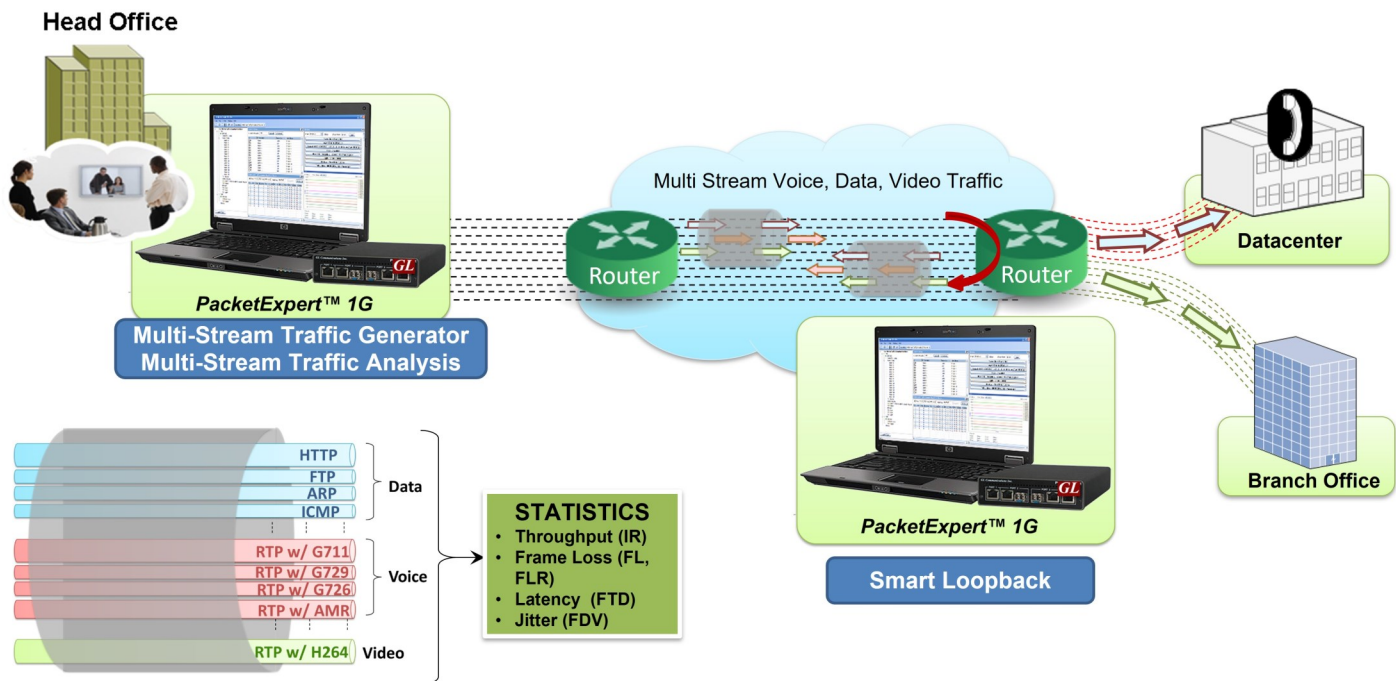 Head Office
Multi Stream Voice, Data, Video Traffic
Router
Router
Datacenter
GL
PacketExpert™ 1G
Multi-Stream Traffic Generator
Multi-Stream Traffic Analysis
Branch Office
GL
PacketExpert™ 1G
Smart Loopback
HTTP
FTP
ARP
ICMP
Data
RTP w/ G711
RTP w/ G729
RTP w/ G726
RTP w/ AMR
Voice
RTP w/ H264
Video
STATISTICS
• Throughput (IR)
• Frame Loss (FL,
FLR)
• Latency (FTD)
• Jitter (FDV)